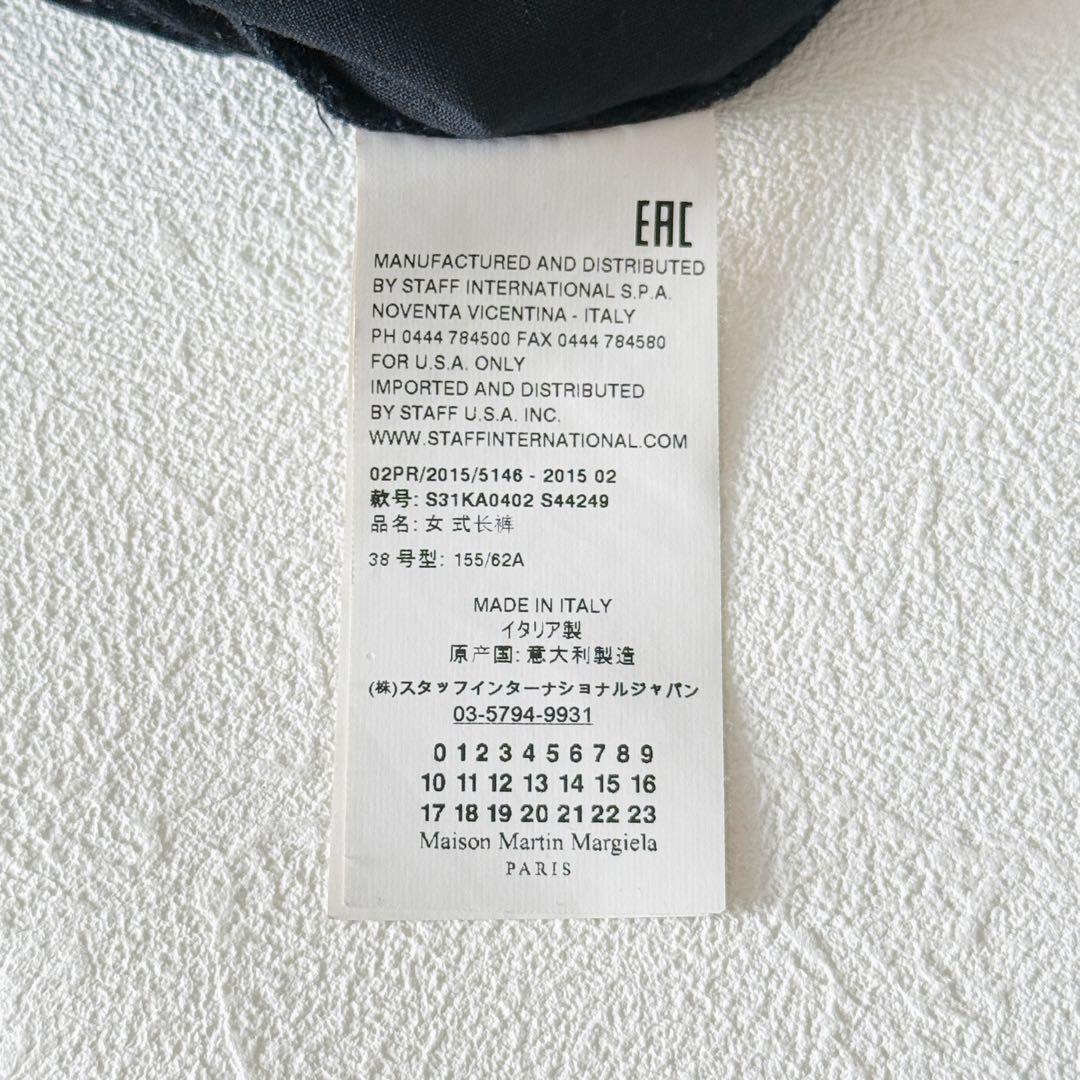 EAC
MANUFACTURED AND DISTRIBUTED
BY STAFF INTERNATIONAL S.P.A.
NOVENTA VICENTINA - ITALY
PH 0444 784500 FAX 0444 784580
FOR U.S.A. ONLY
IMPORTED AND DISTRIBUTED
BY STAFF U.S.A. INC.
WWW.STAFFINTERNATIONAL.COM
02PR/2015/5146 - 2015 02
款号: S31KA0402 S44249
品名: 女 式长裤
38 号型: 155/62A
MADE IN ITALY
イタリア製
原产国: 意大利製造
(株)スタッフインターナショナルジャパン
03-5794-9931
0 1 2 3 4 5 6 7 8 9
10 11 12 13 14 15 16
17 18 19 20 21 22 23
Maison Martin Margiela
PARIS